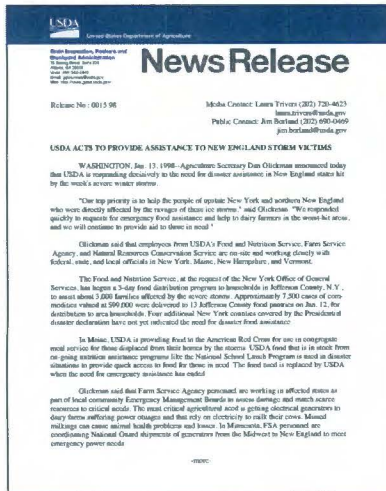 USDA
United States Department of Agriculture
Grain Inspection, Packers and
Stockyard Administration
News Release
Release No : 0015.98
Media Contact: Laura Trivers (202) 720-4623
laura.trivers@usda.gov
Public Contact: Jim Borland (202) 690-0469
jim.borland@usda.gov
USDA ACTS TO PROVIDE ASSISTANCE TO NEW ENGLAND STORM VICTIMS
WASHINGTON, Jan. 13, 1998--Agriculture Secretary Dan Glickman announced today
that USDA is responding decisively to the need for disaster assistance in New England states hit
by the week's severe winter storms.
"Our top priority is to help the people of upstate New York and northern New England
who were directly affected by the ravages of these ice storms," said Glickman. "We responded
quickly to requests for emergency food assistance and help to dairy farmers in the worst-hit areas,
and we will continue to provide aid to those in need."
Glickman said that employees from USDA's Food and Nutrition Service, Farm Service
Agency, and Natural Resources Conservation Service are on-site and working closely with
federal, state, and local officials in New York, Maine, New Hampshire, and Vermont.
The Food and Nutrition Service, at the request of the New York Office of General
Services, has begun a 3-day food distribution program to households in Jefferson County, N.Y.,
to assist about 3,000 families affected by the severe storms. Approximately 7,500 cases of com-
modities valued at $99,000 were delivered to 13 Jefferson County food pantries on Jan. 12, for
distribution to area households. Four additional New York counties covered by the Presidential
disaster declaration have not yet indicated the need for disaster food assistance
In Maine, USDA is providing food to the American Red Cross for use in congregate
meal service for those displaced from their homes by the storms. USDA food that is in stock from
on-going nutrition assistance programs like the National School Lunch Program is used in disaster
situations to provide quick access to food for those in need. The food used is replaced by USDA
when the need for emergency assistance has ended
Glickman said that Farm Service Agency personnel are working in affected states as
part of local community Emergency Management Boards to assess damage and match scarce
resources to critical needs. The most critical agricultural need is getting electrical generators to
dairy farms suffering power outages and that rely on electricity to milk their cows. Missed
milkings can cause animal health problems and losses. In Minnesota, FSA personnel are
coordinating National Guard shipments of generators from the Midwest to New England to meet
emergency power needs
-more-